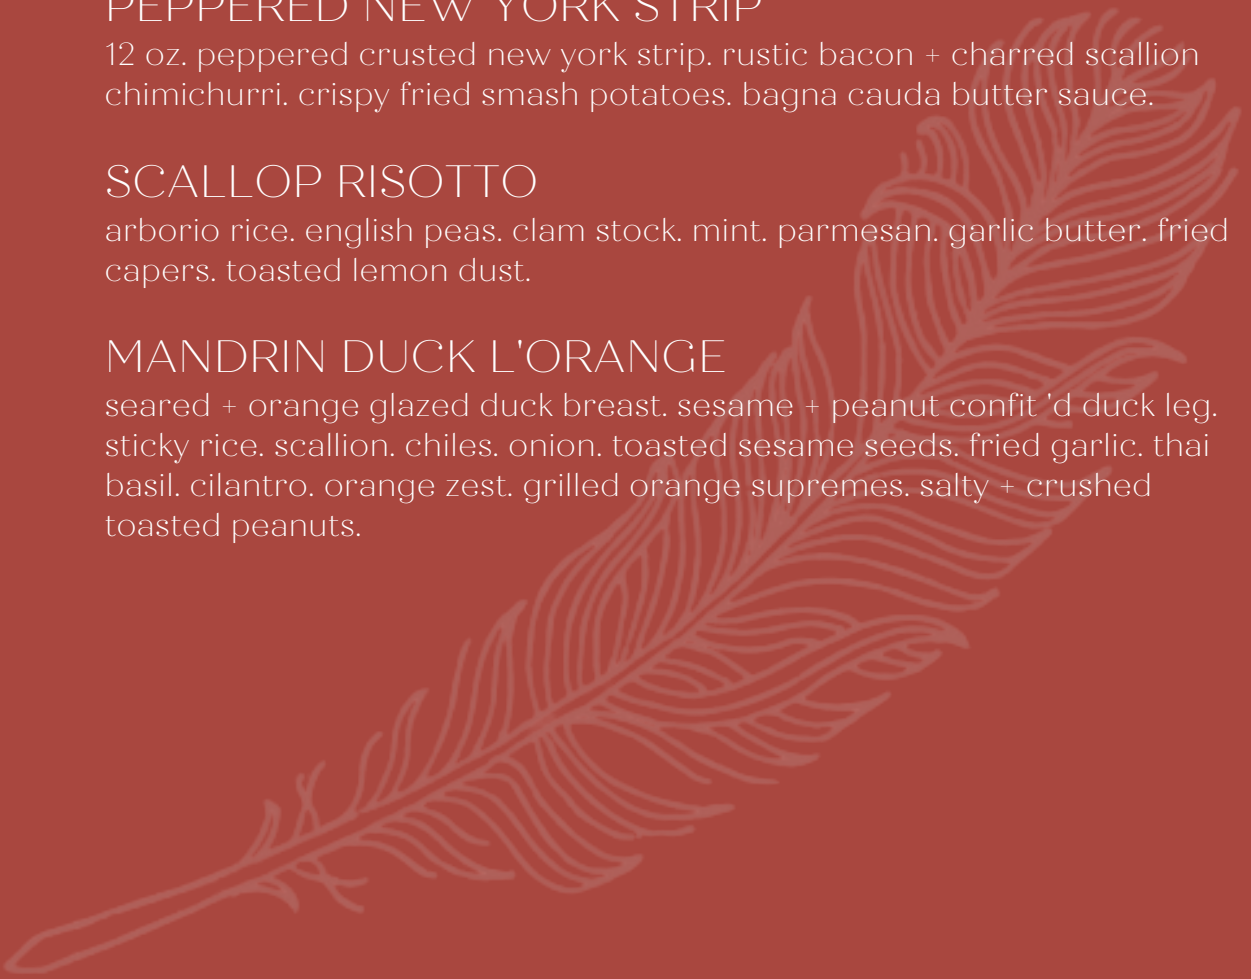 PEPPERED NEW YORK STRIP
12 oz. peppered crusted new york strip. rustic bacon + charred scallion
chimichurri. crispy fried smash potatoes. bagna cauda butter sauce.
SCALLOP RISOTTO
arborio rice. english peas. clam stock. mint. parmesan. garlic butter. fried
capers. toasted lemon dust.
MANDRIN DUCK L'ORANGE
seared + orange glazed duck breast. sesame + peanut confit 'd duck leg.
sticky rice. scallion. chiles. onion. toasted sesame seeds. fried garlic. thai
basil. cilantro. orange zest. grilled orange supremes. salty + crushed
toasted peanuts.